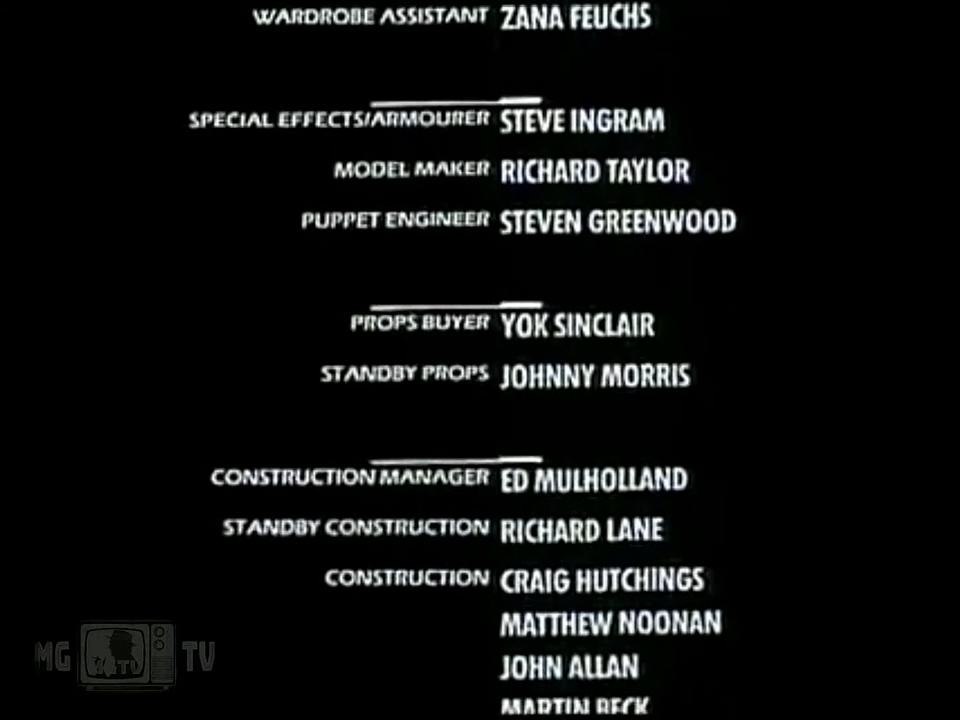 WARDROBE ASSISTANT ZANA FEUCHS
SPECIAL EFFECTS/ARMOURER STEVE INGRAM
MODEL MAKER RICHARD TAYLOR
PUPPET ENGINEER STEVEN GREENWOOD
PROPS BUYER YOK SINCLAIR
STANDBY PROPS JOHNNY MORRIS
CONSTRUCTION MANAGER ED MULHOLLAND
STANDBY CONSTRUCTION RICHARD LANE
CONSTRUCTION CRAIG HUTCHINGS
MATTHEW NOONAN
JOHN ALLAN
MARTIN BECK
MG TV